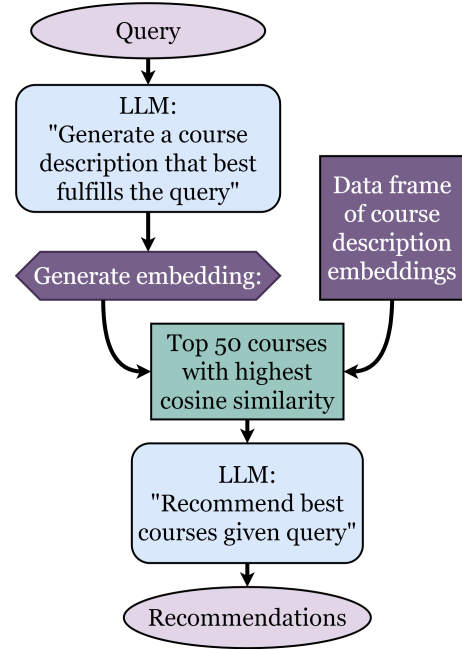 Query
LLM:
"Generate a course
description that best
fulfills the query"
Generate embedding:
Data frame
of course
description
embeddings
Top 50 courses
with highest
cosine similarity
LLM:
"Recommend best
courses given query"
Recommendations